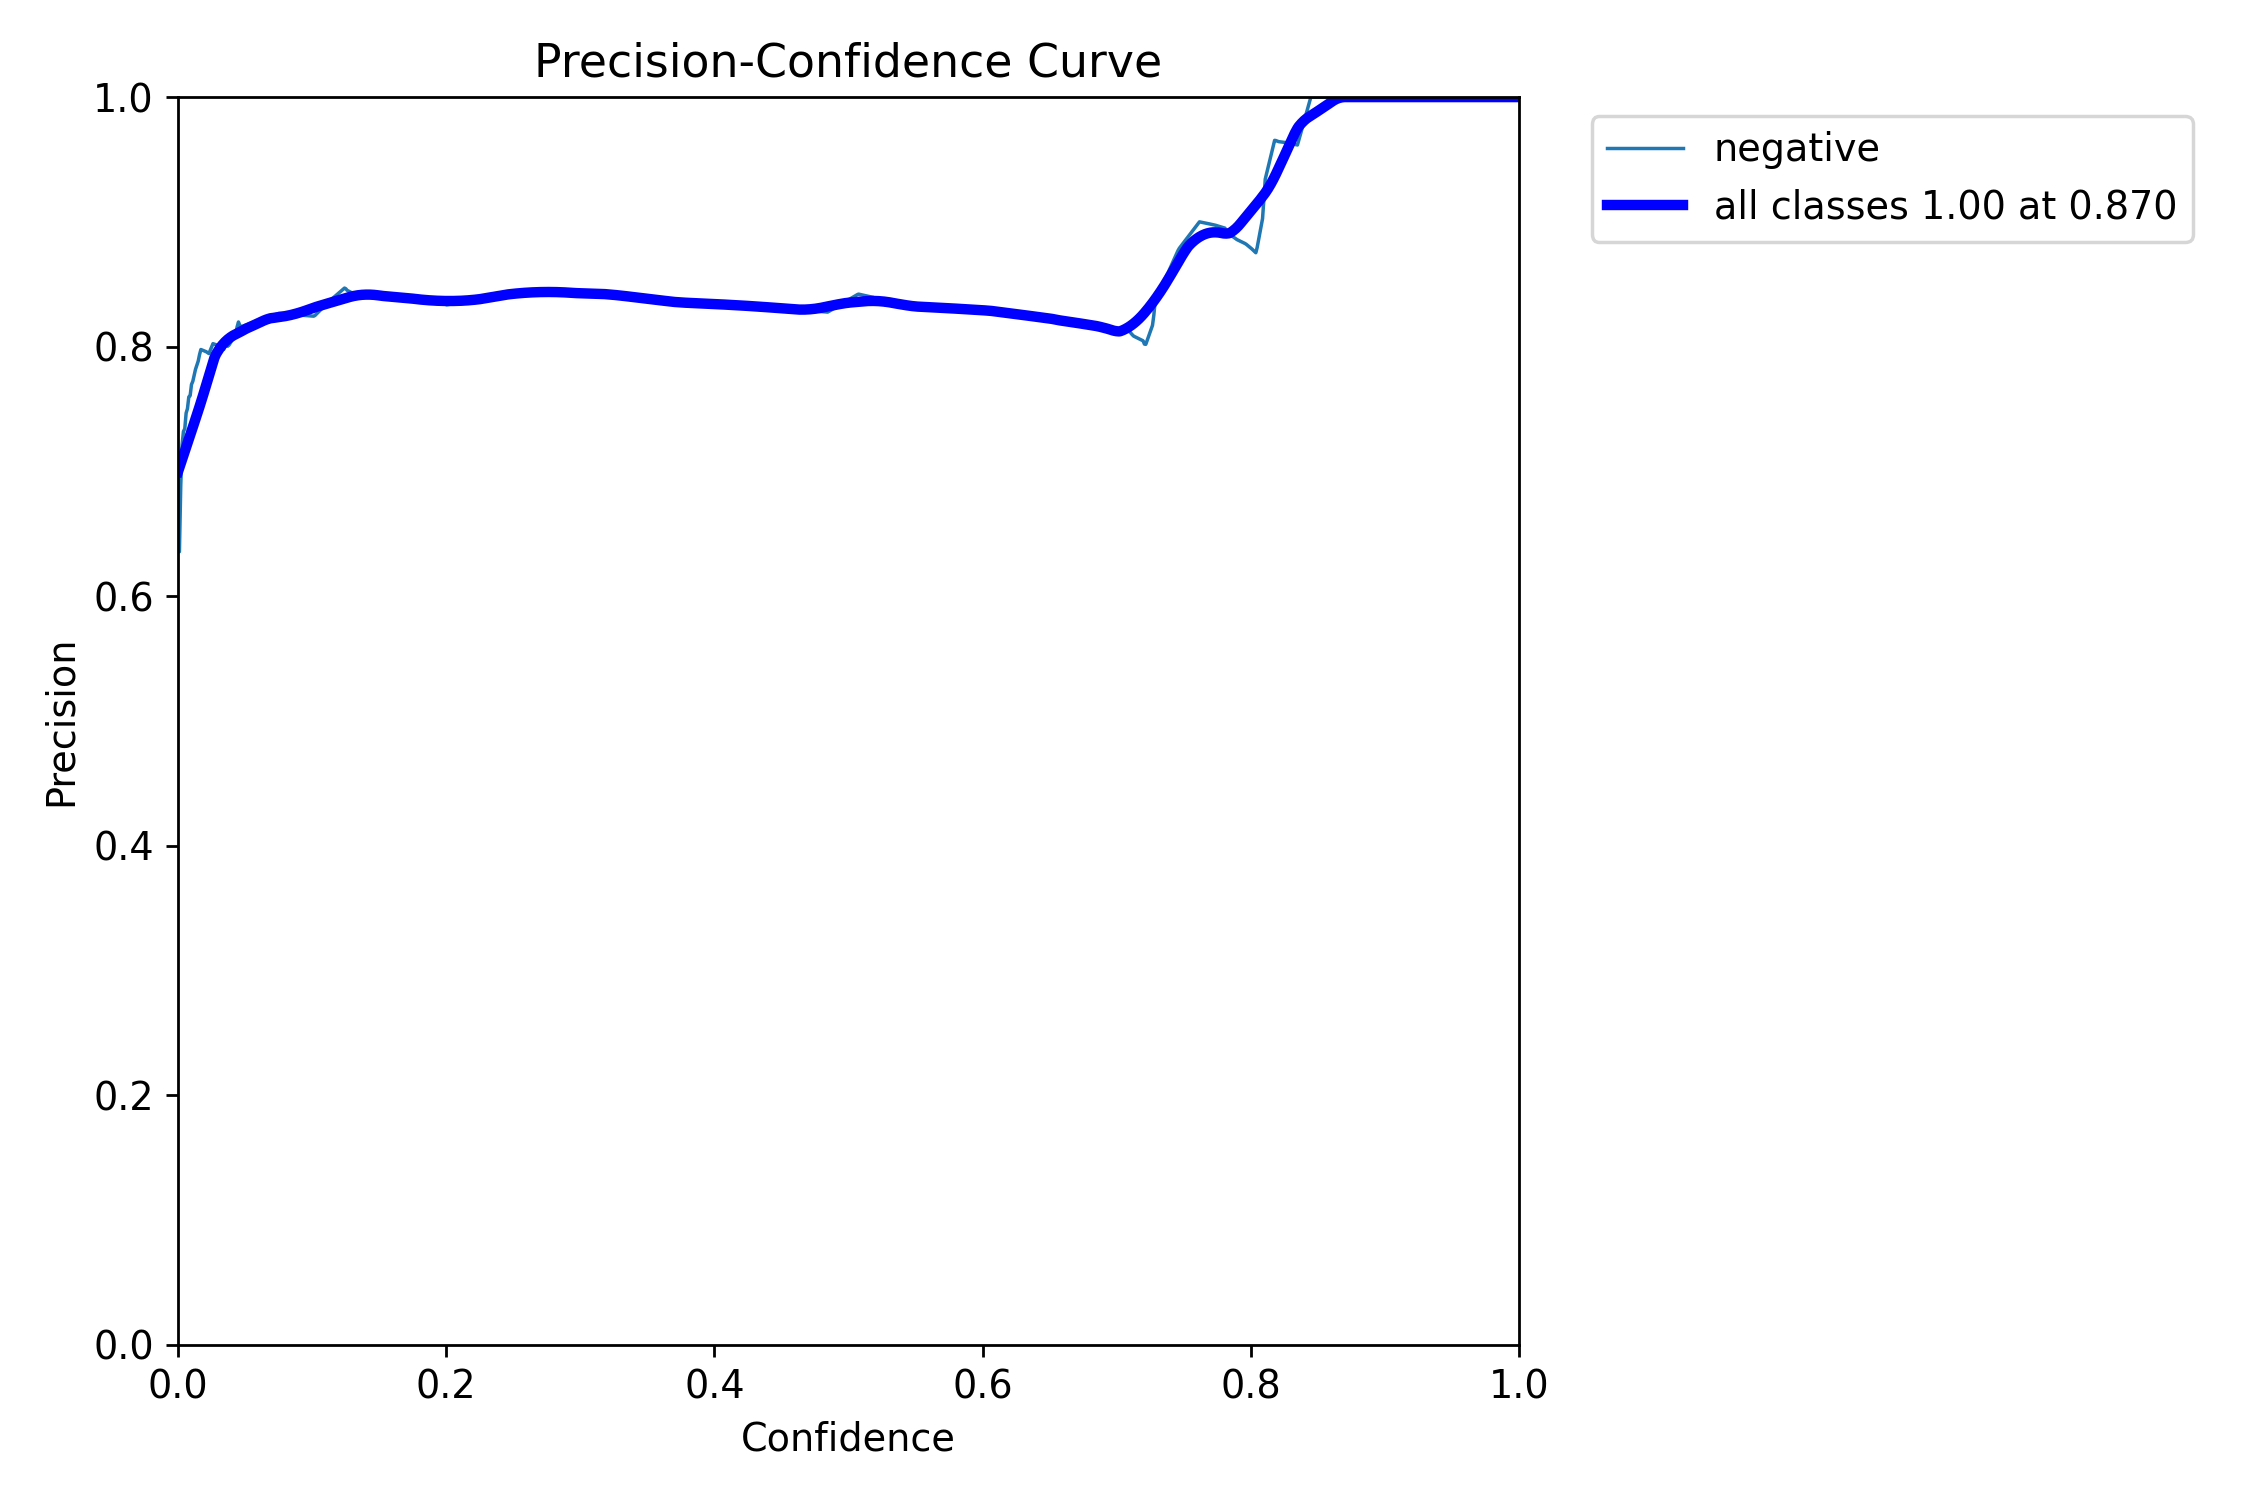 Precision-Confidence Curve
1.0
0.8
0.6
0.4
0.2
0.0
Precision
0.0 0.2 0.4 0.6 0.8 1.0
Confidence
negative
all classes 1.00 at 0.870